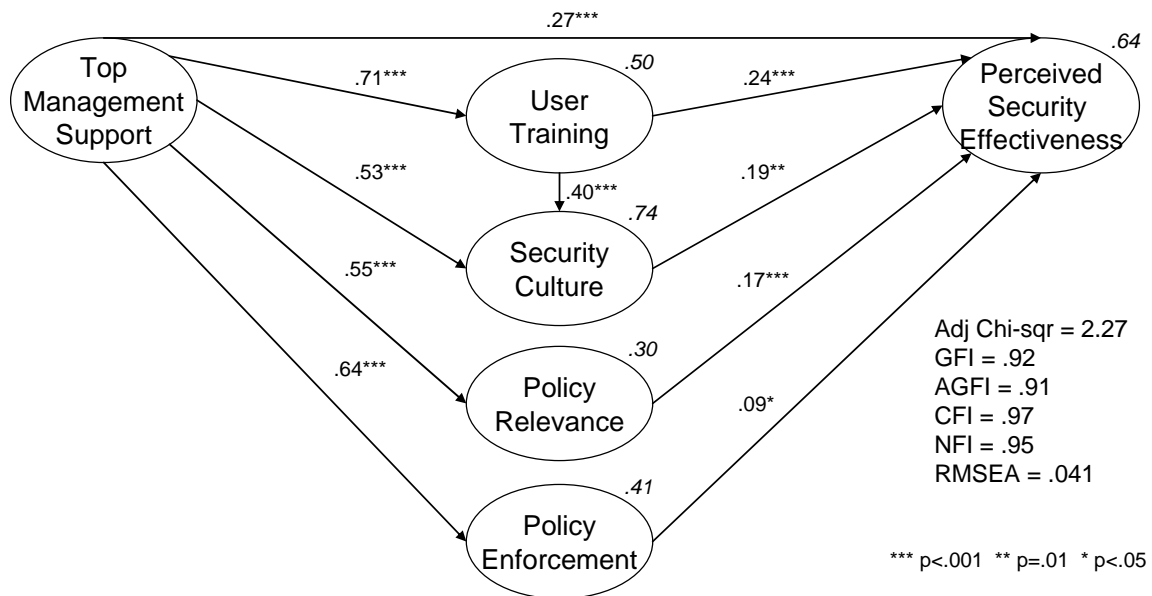 .27***
.64
Top
Management
Support
.71***
.50
User
Training
.24***
Perceived
Security
Effectiveness
.53***
.40***
.19**
.74
Security
Culture
.55***
.17***
.30
Policy
Relevance
.64***
.09*
.41
Policy
Enforcement
Adj Chi-sqr = 2.27
GFI = .92
AGFI = .91
CFI = .97
NFI = .95
RMSEA = .041
*** p<.001 ** p=.01 * p<.05